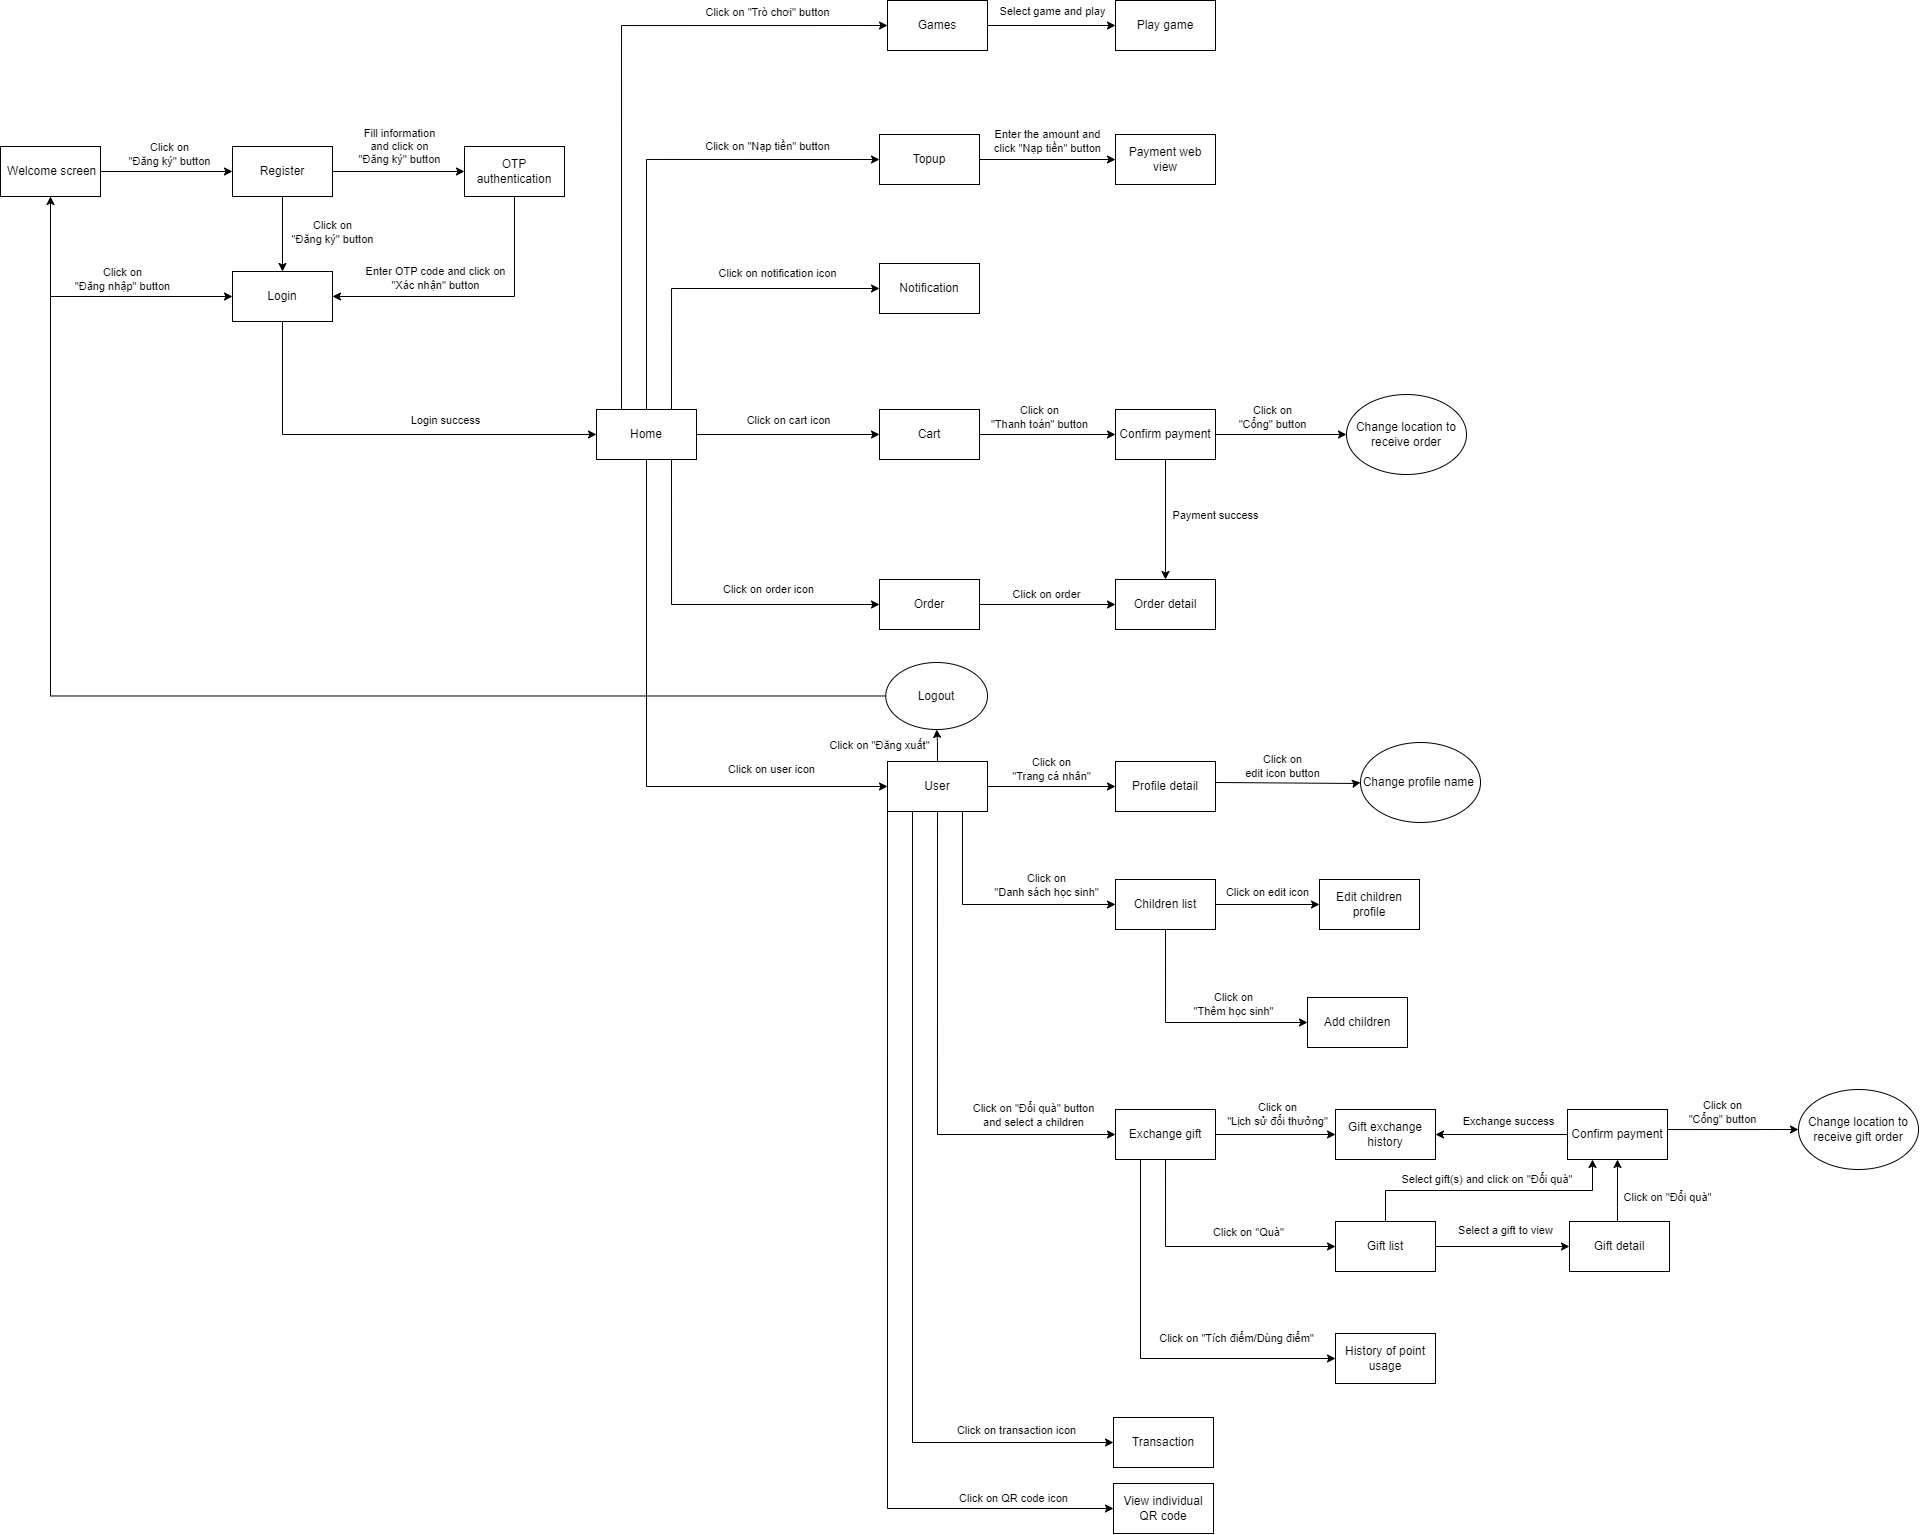 Click on "Trò chơi" button
Games
Select game and play
Play game
Welcome screen
Click on
"Đăng ký" button
Register
Fill information
and click on
"Đăng ký" button
OTP
authentication
Click on "Nạp tiền" button
Topup
Enter the amount and
click "Nạp tiền" button
Payment web
view
Click on
"Đăng ký" button
Click on
"Đăng nhập" button
Login
Enter OTP code and click on
"Xác nhận" button
Click on notification icon
Notification
Login success
Home
Click on cart icon
Cart
Click on
"Thanh toán" button
Confirm payment
Click on
"Cổng" button
Change location to
receive order
Payment success
Click on order icon
Order
Click on order
Order detail
Logout
Click on "Đăng xuất"
Click on user icon
User
Click on
"Trang cá nhân"
Profile detail
Click on
edit icon button
Change profile name
Click on
"Danh sách học sinh"
Children list
Click on edit icon
Edit children
profile
Click on
"Thêm học sinh"
Add children
Click on "Đổi quà" button
and select a children
Exchange gift
Click on
"Lịch sử đổi thưởng"
Gift exchange
history
Exchange success
Confirm payment
Click on
"Cổng" button
Change location to
receive gift order
Select gift(s) and click on "Đổi quà"
Click on "Đổi quà"
Click on "Quà"
Gift list
Select a gift to view
Gift detail
Click on "Tích điểm/Dùng điểm"
History of point
usage
Click on transaction icon
Transaction
Click on QR code icon
View individual
QR code